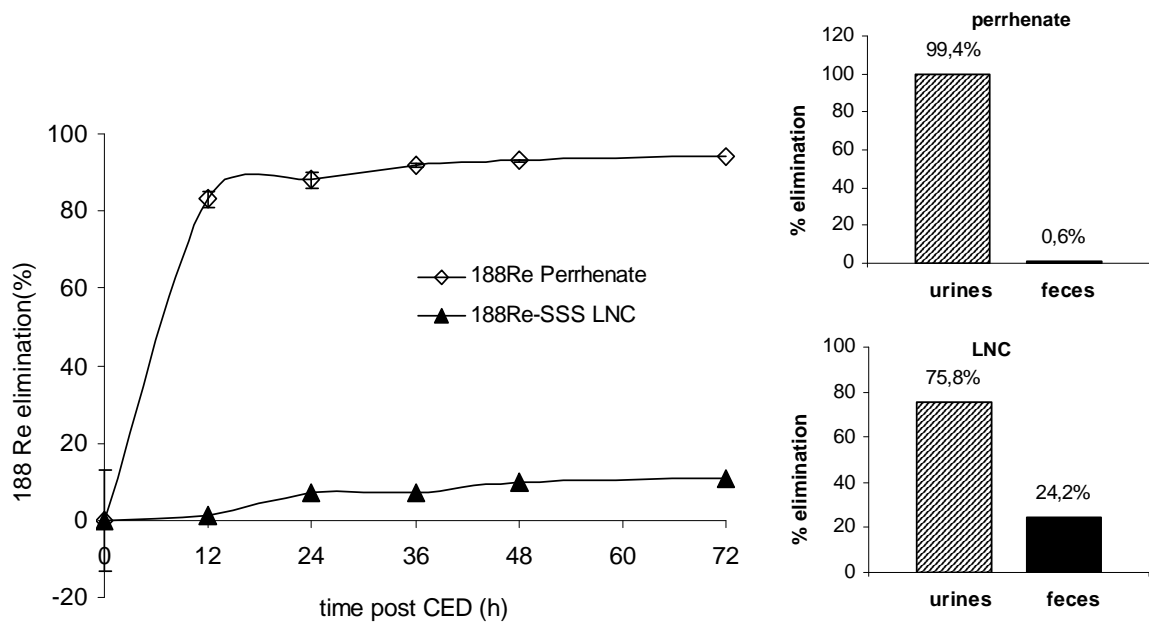 100
80
60
40
20
0
-20
188 Re elimination(%)
0 12 24 36 48 60 72
time post CED (h)
188Re Perrhenate
188Re-SSS LNC
perrhenate
120
100
80
60
40
20
0
% elimination
99,4%
0,6%
urines feces
LNC
100
80
60
40
20
0
% elimination
75,8%
24,2%
urines feces